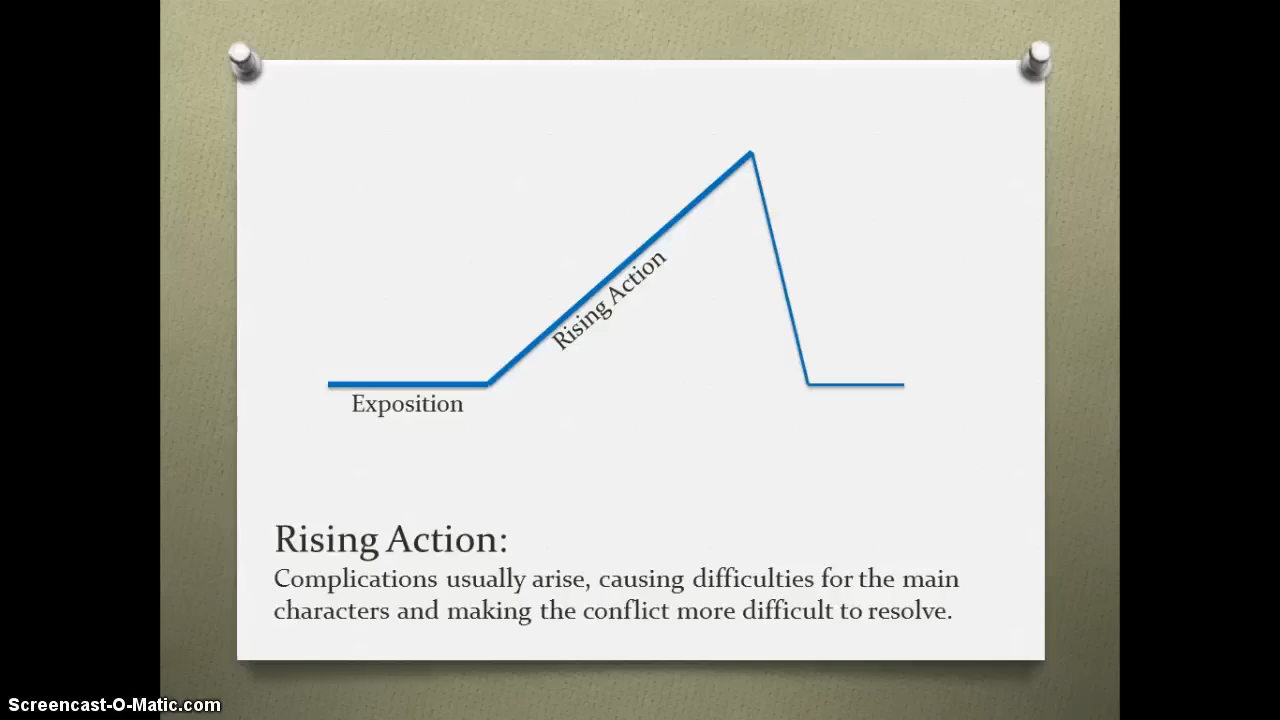 Rising Action
Exposition
Rising Action:
Complications usually arise, causing difficulties for the main
characters and making the conflict more difficult to resolve.
Screencast-O-Matic.com